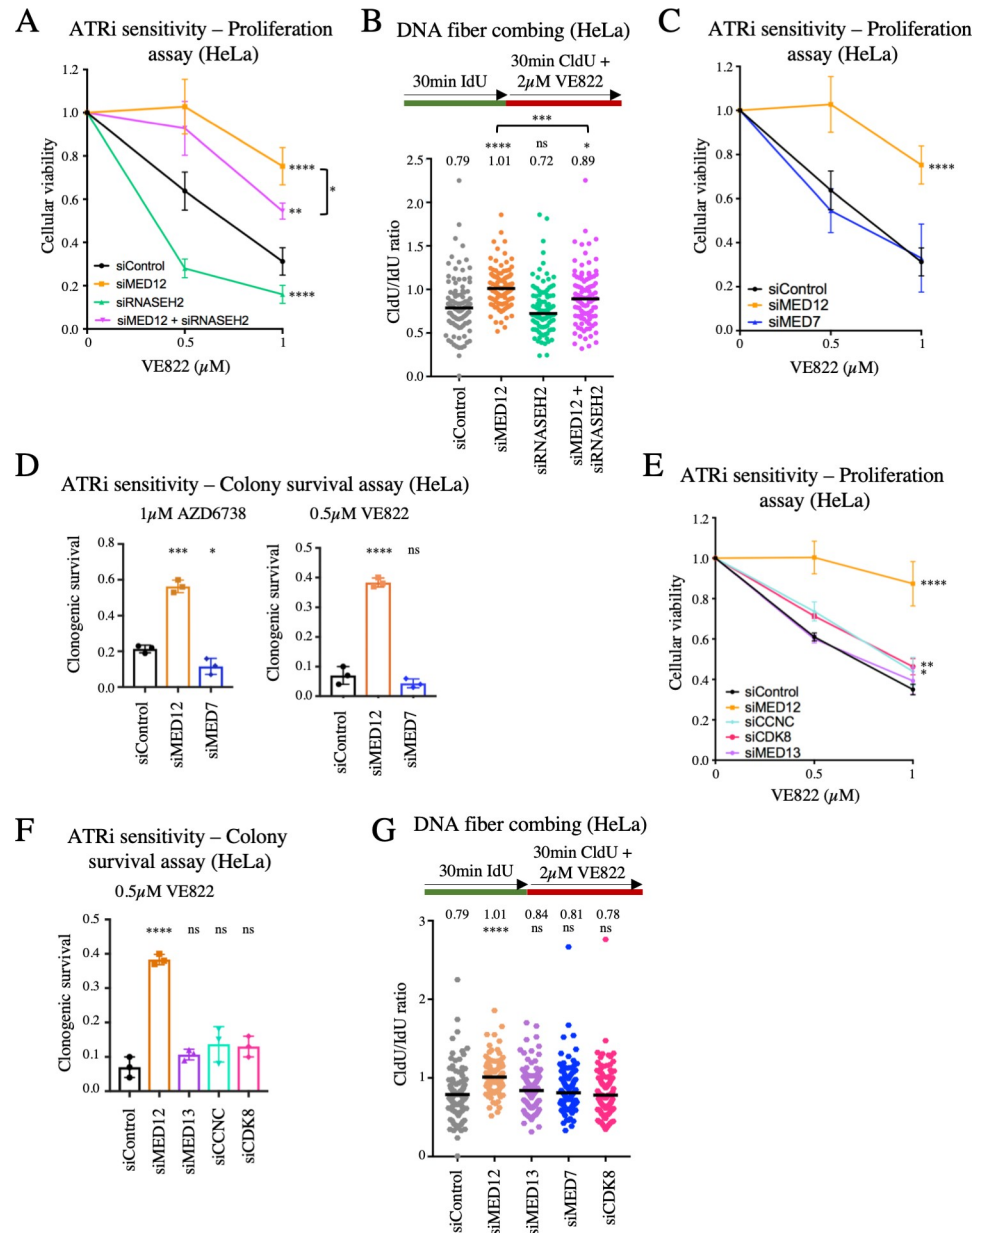 A
ATRi sensitivity – Proliferation
assay (HeLa)
1.2
1.0
0.8
0.6
0.4
0.2
0.0
Cellular viability
****
*
**
****
siControl
siMED12
siRNASEH2
siMED12 + siRNASEH2
0
0.5
1
VE822 (µM)
B
DNA fiber combing (HeLa)
30min IdU
30min CldU +
2µM VE822
***
**** ns *
0.79 1.01 0.72 0.89
2.5
2.0
1.5
1.0
0.5
0.0
CldU/IdU ratio
siControl
siMED12
siRNASEH2
siMED12 +
siRNASEH2
C
ATRi sensitivity – Proliferation
assay (HeLa)
1.2
1.0
0.8
0.6
0.4
0.2
0.0
Cellular viability
****
siControl
siMED12
siMED7
0
0.5
1
VE822 (µM)
D
ATRi sensitivity – Colony survival assay (HeLa)
1µM AZD6738
0.8
0.6
0.4
0.2
0.0
Clonogenic survival
*** *
siControl
siMED12
siMED7
0.5µM VE822
0.5
0.4
0.3
0.2
0.1
0.0
Clonogenic survival
**** ns
siControl
siMED12
siMED7
E
ATRi sensitivity – Proliferation
assay (HeLa)
1.2
1.0
0.8
0.6
0.4
0.2
0.0
Cellular viability
****
**
*
siControl
siMED12
siCCNC
siCDK8
siMED13
0
0.5
1
VE822 (µM)
F
ATRi sensitivity – Colony
survival assay (HeLa)
0.5µM VE822
0.5
0.4
0.3
0.2
0.1
0.0
Clonogenic survival
**** ns ns ns
siControl
siMED12
siMED13
siCCNC
siCDK8
G
DNA fiber combing (HeLa)
30min IdU
30min CldU +
2µM VE822
0.79 1.01 0.84 0.81 0.78
**** ns ns ns
3
2
1
0
CldU/IdU ratio
siControl
siMED12
siMED13
siMED7
siCDK8